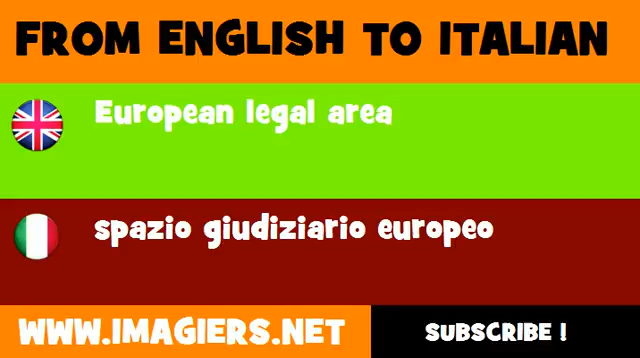 FROM ENGLISH TO ITALIAN
European legal area
spazio giudiziario europeo
WWW.IMAGIERS.NET
SUBSCRIBE !